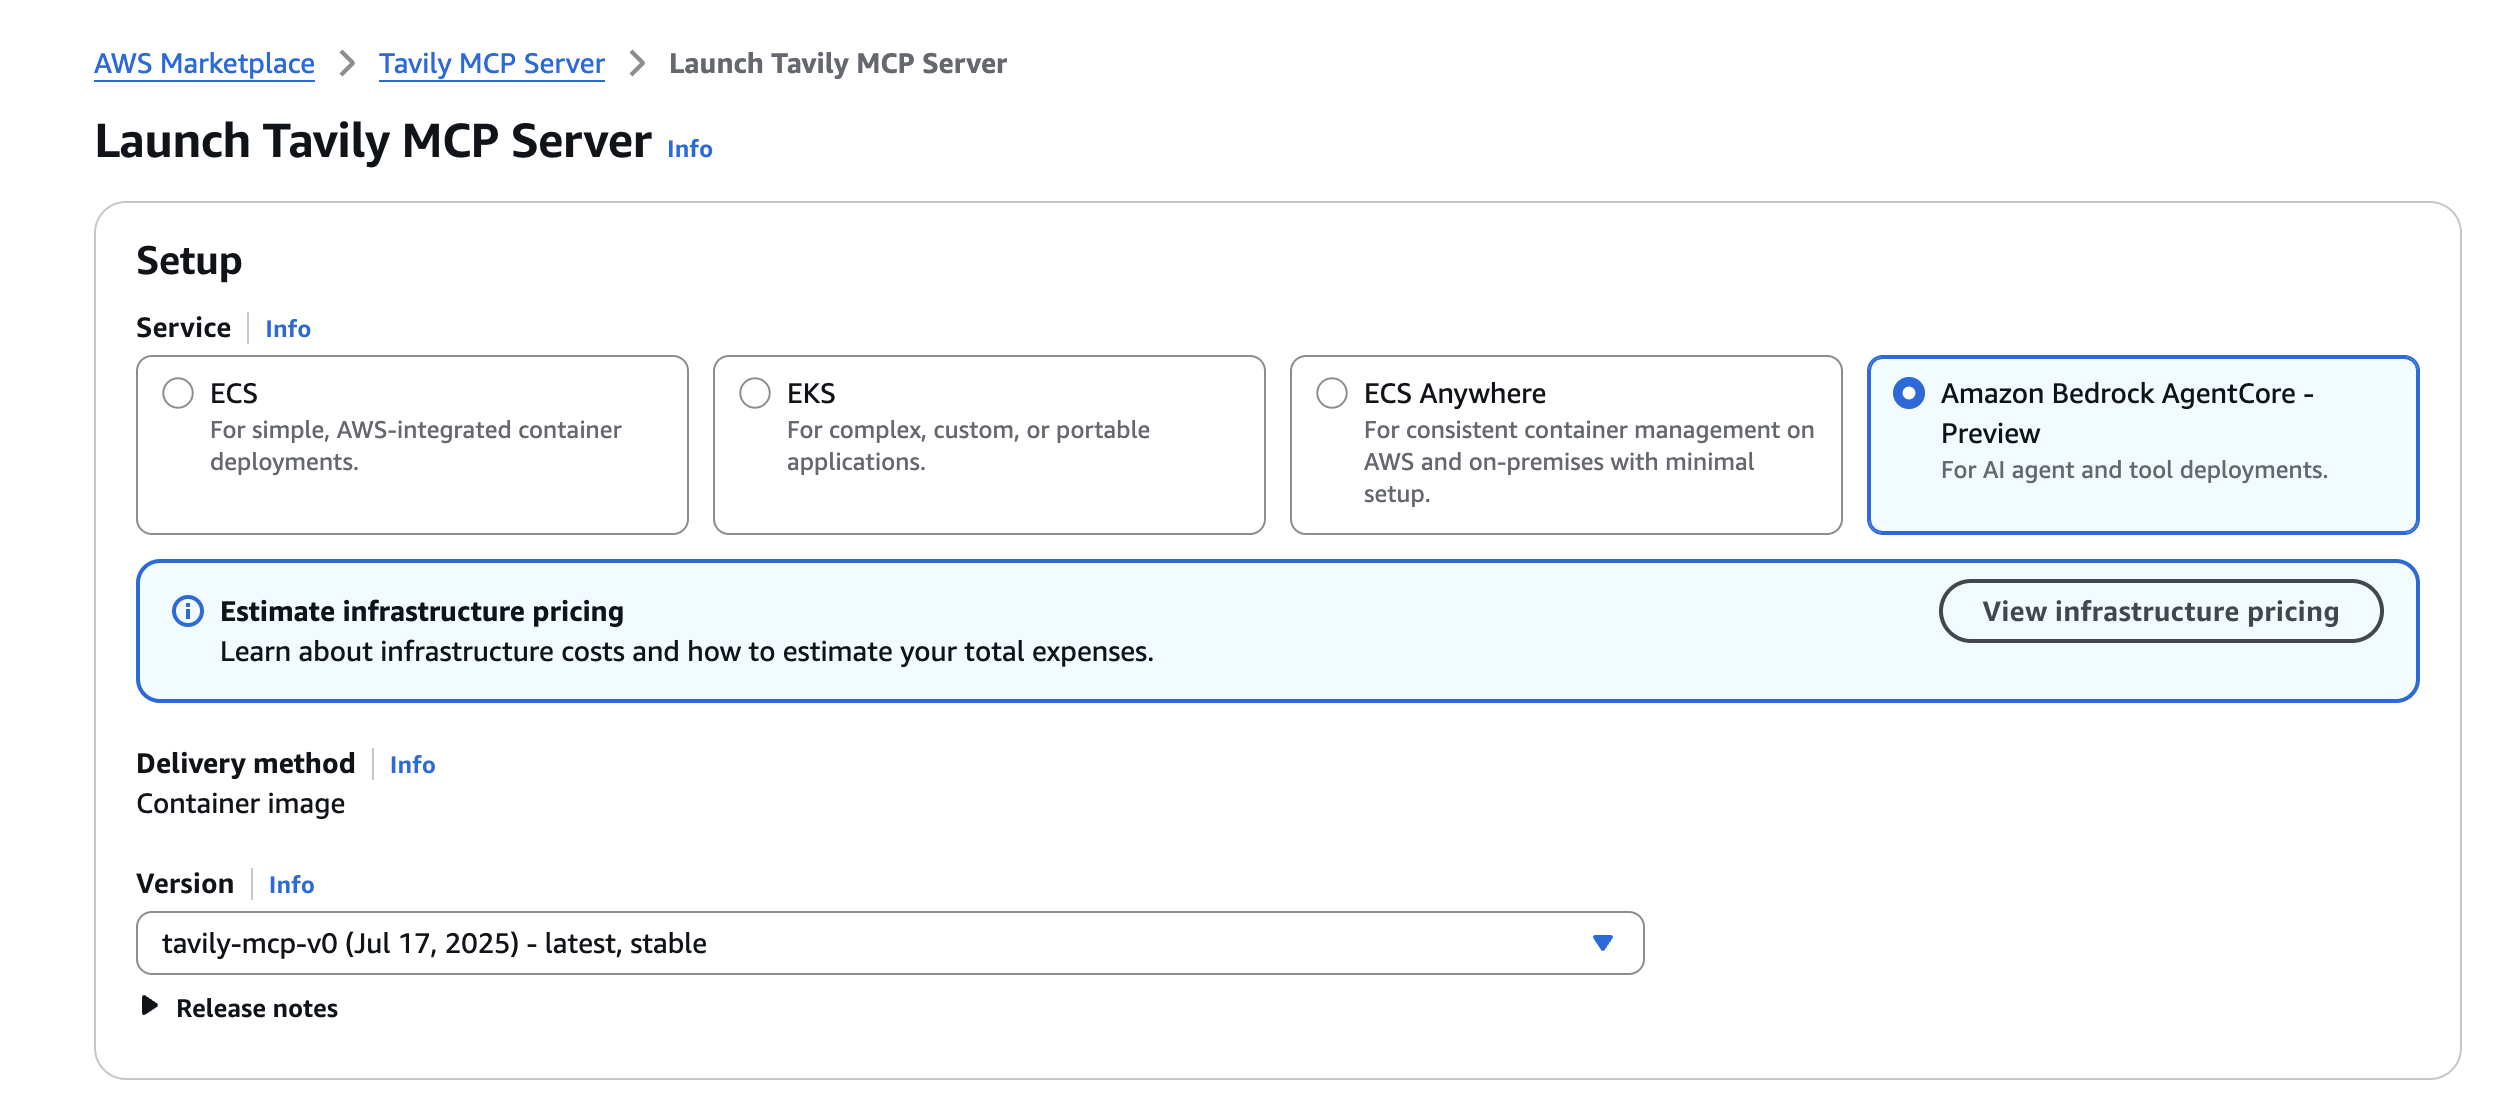 AWS Marketplace > Tavily MCP Server > Launch Tavily MCP Server
Launch Tavily MCP Server Info
Setup
Service Info
ECS
For simple, AWS-integrated container
deployments.
EKS
For complex, custom, or portable
applications.
ECS Anywhere
For consistent container management on
AWS and on-premises with minimal
setup.
Amazon Bedrock AgentCore -
Preview
For AI agent and tool deployments.
Estimate infrastructure pricing
Learn about infrastructure costs and how to estimate your total expenses.
View infrastructure pricing
Delivery method Info
Container image
Version Info
tavily-mcp-v0 (Jul 17, 2025) - latest, stable
Release notes